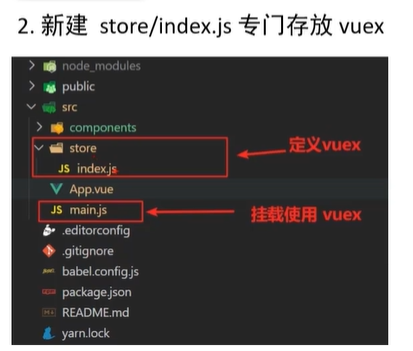 2. 新建 store/index.js 专门存放 vuex
node_modules
public
src
components
store
定义vuex
JS index.js
App.vue
JS main.js
挂载使用 vuex
.editorconfig
.gitignore
babel.config.js
package.json
README.md
yarn.lock